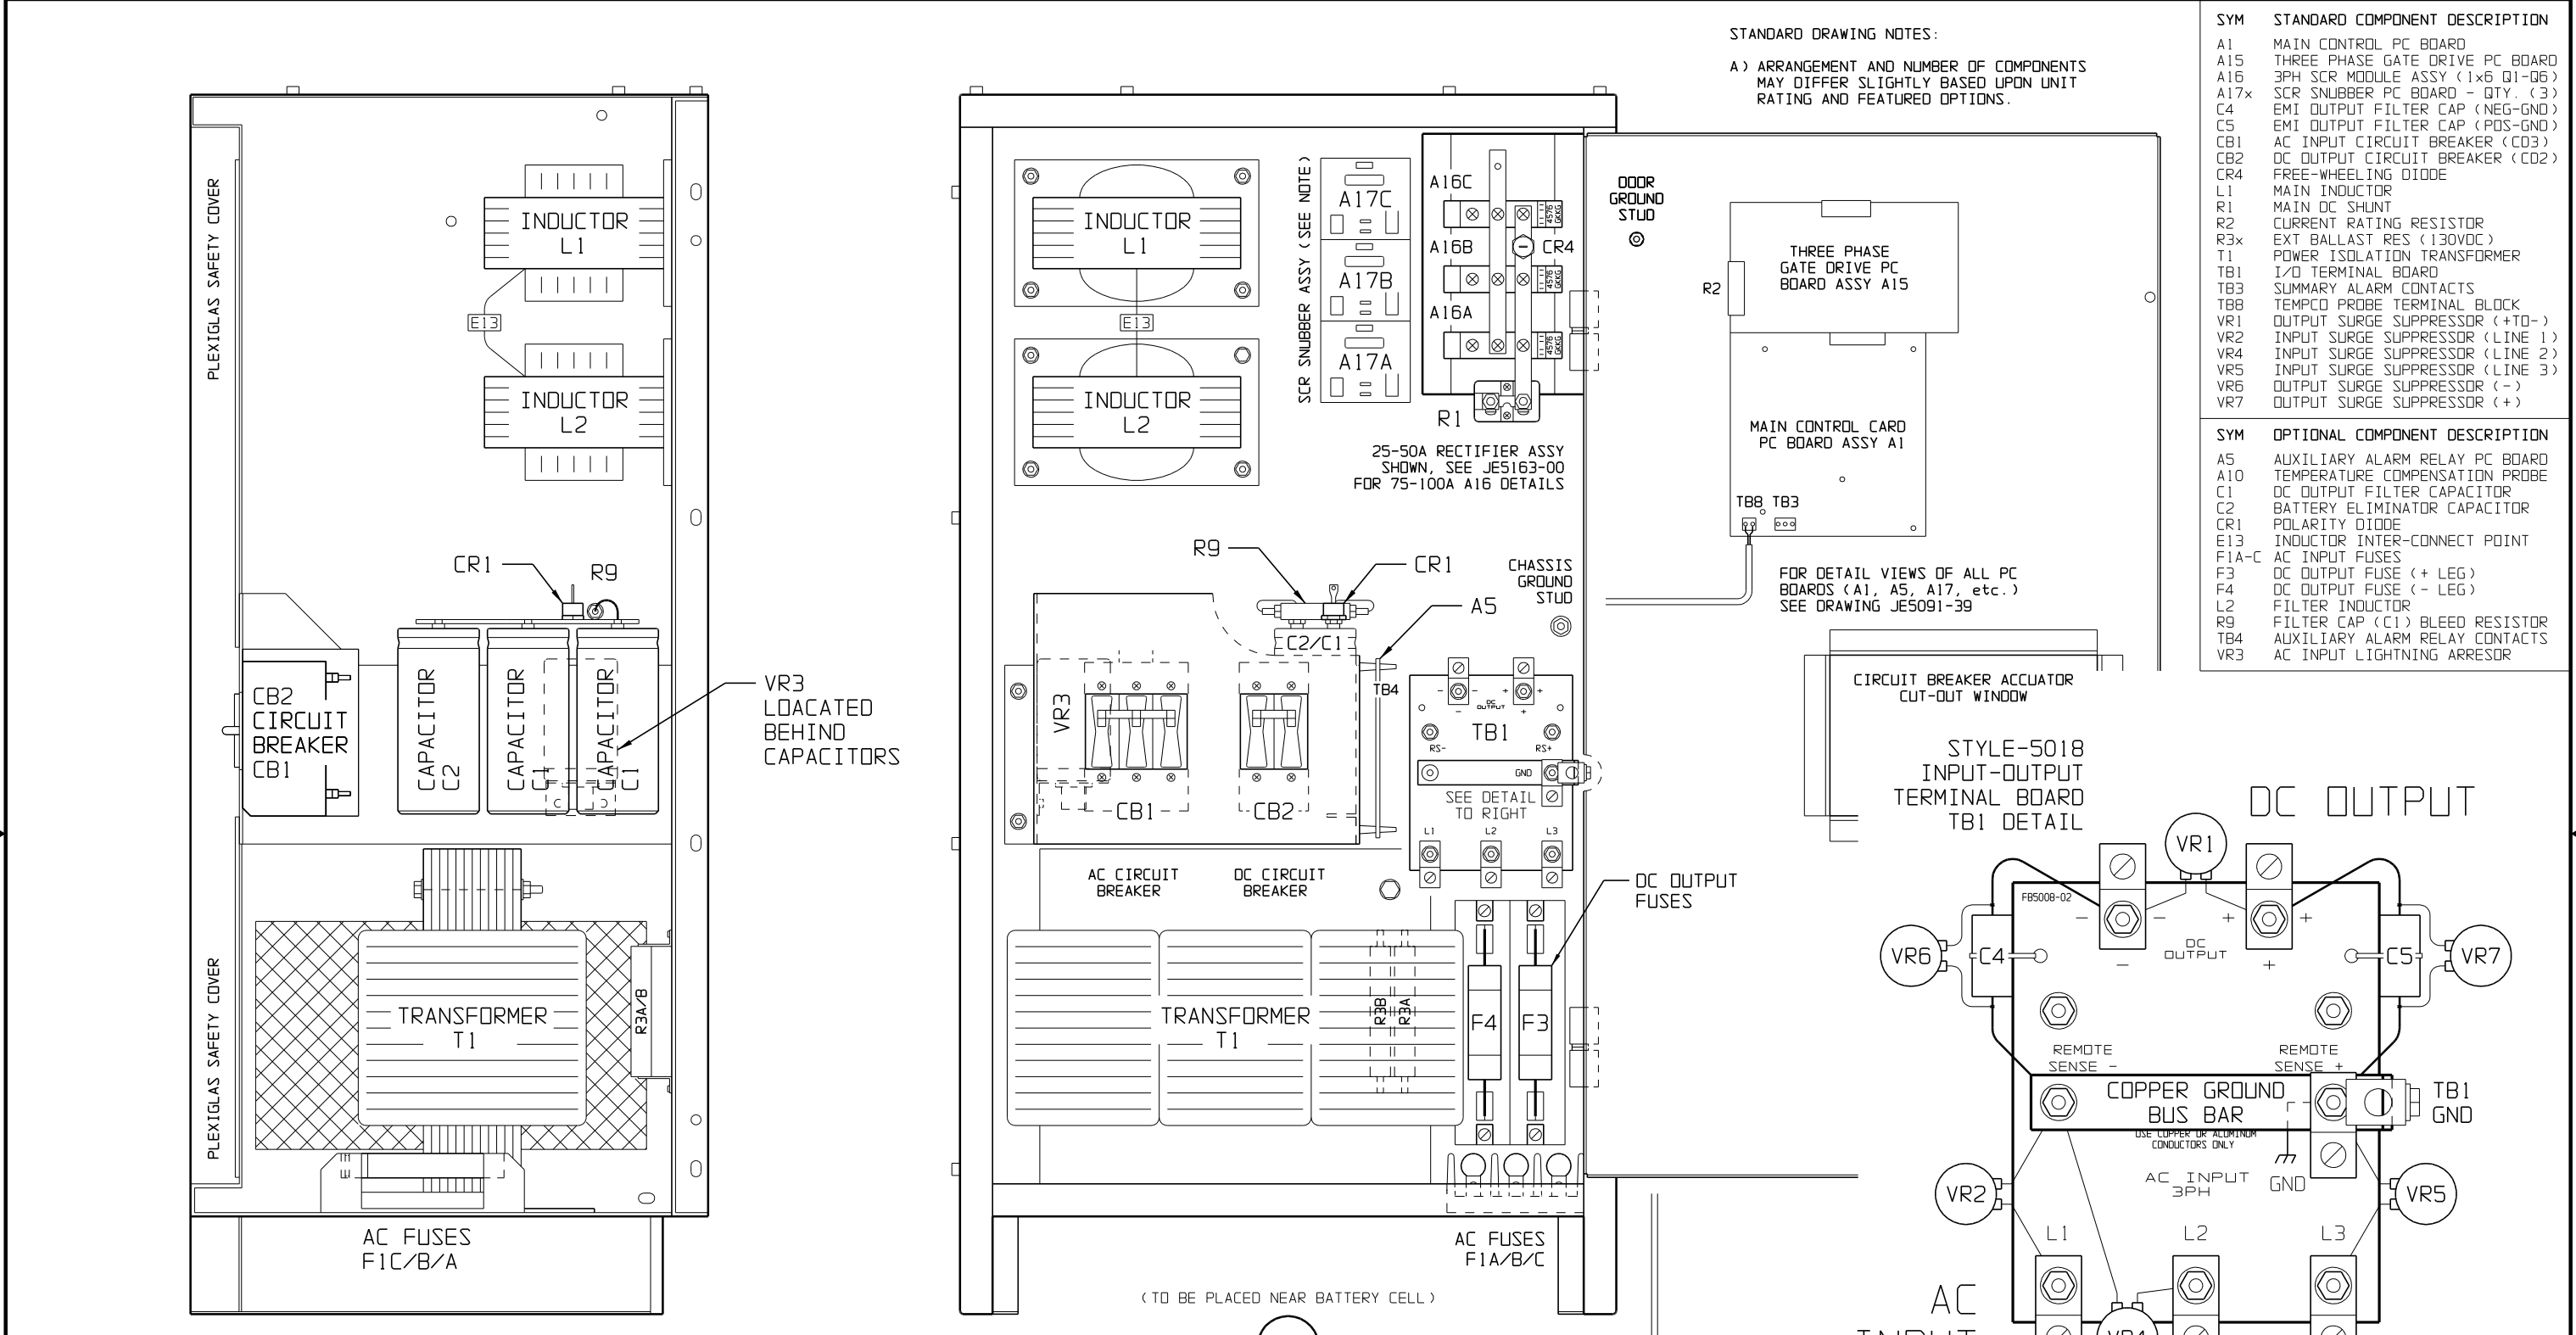 PLEXIGLAS SAFETY COVER
INDUCTOR
L1
E13
INDUCTOR
L2
CR1
R9
CB2
CIRCUIT
BREAKER
CB1
CAPACITOR
C2
CAPACITOR
C1
CAPACITOR
C1
VR3
LOACATED
BEHIND
CAPACITORS
PLEXIGLAS SAFETY COVER
TRANSFORMER
T1
R3A/B
AC FUSES
F1C/B/A
INDUCTOR
L1
E13
INDUCTOR
L2
SCR SNUBBER ASSY (SEE NOTE)
A17C
A17B
A17A
A16C
A16B
A16A
CR4
4576
GKKG
4576
GKKG
4576
GKKG
R1
25-50A RECTIFIER ASSY
SHOWN, SEE JE5163-00
FOR 75-100A A16 DETAILS
R9
CR1
A5
C2/C1
CHASSIS
GROUND
STUD
VR3
CB1
CB2
TB4
- - + +
DC
OUTPUT
- +
TB1
RS- RS+
GND
SEE DETAIL
TO RIGHT
L1 L2 L3
AC CIRCUIT
BREAKER
DC CIRCUIT
BREAKER
DC OUTPUT
FUSES
TRANSFORMER
T1
R3B
R3A
F4
F3
AC FUSES
F1A/B/C
(TO BE PLACED NEAR BATTERY CELL)
STANDARD DRAWING NOTES:
A) ARRANGEMENT AND NUMBER OF COMPONENTS
MAY DIFFER SLIGHTLY BASED UPON UNIT
RATING AND FEATURED OPTIONS.
DOOR
GROUND
STUD
THREE PHASE
GATE DRIVE PC
BOARD ASSY A15
R2
MAIN CONTROL CARD
PC BOARD ASSY A1
TB8 TB3
FOR DETAIL VIEWS OF ALL PC
BOARDS (A1, A5, A17, etc.)
SEE DRAWING JE5091-39
CIRCUIT BREAKER ACCUATOR
CUT-OUT WINDOW
STYLE-5018
INPUT-OUTPUT
TERMINAL BOARD
TB1 DETAIL
DC OUTPUT
VR1
FB5008-02
- - + +
DC
OUTPUT
- +
VR6
C4
C5
VR7
REMOTE
SENSE -
REMOTE
SENSE +
COPPER GROUND
BUS BAR
TB1
GND
USE COPPER OR ALUMINUM
CONDUCTORS ONLY
AC INPUT
3PH
GND
VR2
VR5
L1 L2 L3
AC
INPUT
VR4
SYM STANDARD COMPONENT DESCRIPTION
A1 MAIN CONTROL PC BOARD
A15 THREE PHASE GATE DRIVE PC BOARD
A16 3PH SCR MODULE ASSY (1x6 Q1-Q6)
A17x SCR SNUBBER PC BOARD - QTY. (3)
C4 EMI OUTPUT FILTER CAP (NEG-GND)
C5 EMI OUTPUT FILTER CAP (POS-GND)
CB1 AC INPUT CIRCUIT BREAKER (CD3)
CB2 DC OUTPUT CIRCUIT BREAKER (CD2)
CR4 FREE-WHEELING DIODE
L1 MAIN INDUCTOR
R1 MAIN DC SHUNT
R2 CURRENT RATING RESISTOR
R3x EXT BALLAST RES (130VDC)
T1 POWER ISOLATION TRANSFORMER
TB1 I/O TERMINAL BOARD
TB3 SUMMARY ALARM CONTACTS
TB8 TEMPCO PROBE TERMINAL BLOCK
VR1 OUTPUT SURGE SUPPRESSOR (+TO-)
VR2 INPUT SURGE SUPPRESSOR (LINE 1)
VR4 INPUT SURGE SUPPRESSOR (LINE 2)
VR5 INPUT SURGE SUPPRESSOR (LINE 3)
VR6 OUTPUT SURGE SUPPRESSOR (-)
VR7 OUTPUT SURGE SUPPRESSOR (+)
SYM OPTIONAL COMPONENT DESCRIPTION
A5 AUXILIARY ALARM RELAY PC BOARD
A10 TEMPERATURE COMPENSATION PROBE
C1 DC OUTPUT FILTER CAPACITOR
C2 BATTERY ELIMINATOR CAPACITOR
CR1 POLARITY DIODE
E13 INDUCTOR INTER-CONNECT POINT
F1A-C AC INPUT FUSES
F3 DC OUTPUT FUSE (+ LEG)
F4 DC OUTPUT FUSE (- LEG)
L2 FILTER INDUCTOR
R9 FILTER CAP (C1) BLEED RESISTOR
TB4 AUXILIARY ALARM RELAY CONTACTS
VR3 AC INPUT LIGHTNING ARRESOR